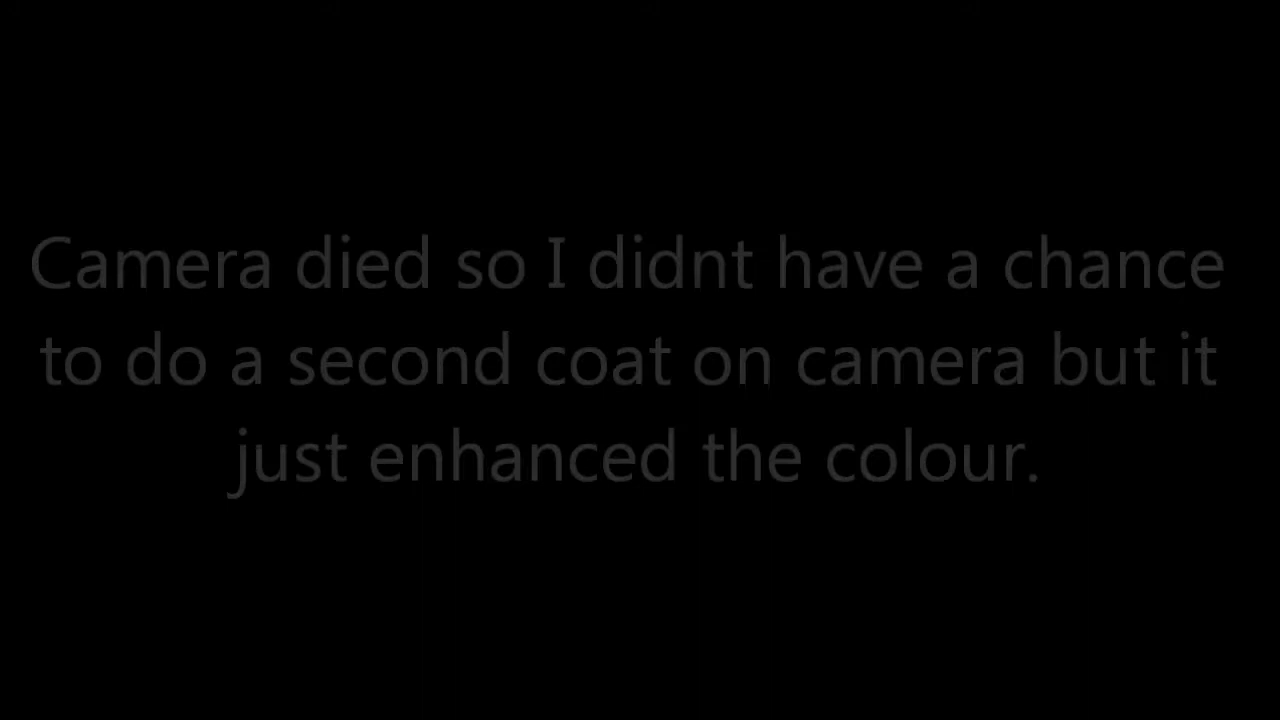 Camera died so I didnt have a chance
to do a second coat on camera but it
just enhanced the colour.